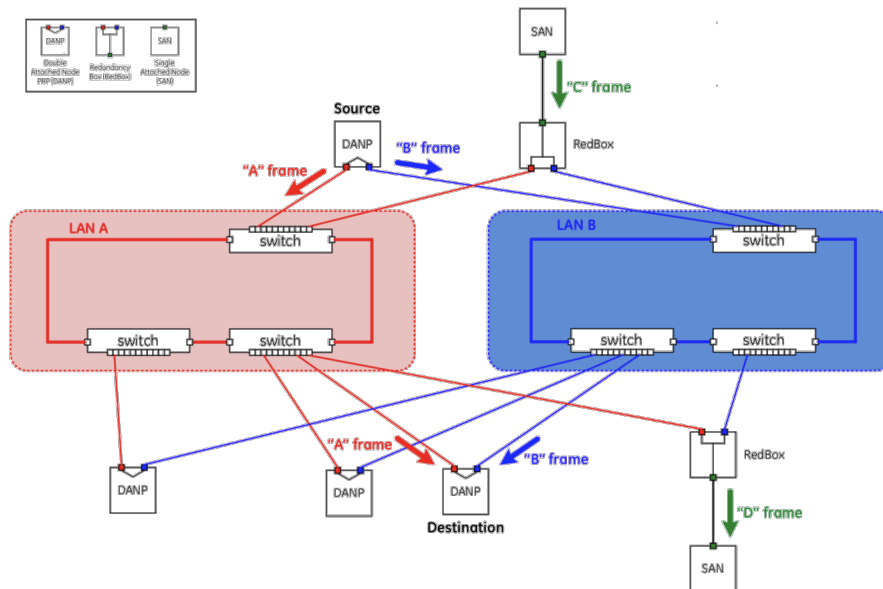 DANP
SAN
Double
Attached Node
PRP (DANP)
Redundancy
Box (RedBox)
Single
Attached Node
(SAN)
SAN
"C" frame
Source
DANP
"B" frame
"A" frame
RedBox
LAN A
switch
switch
switch
LAN B
switch
switch
switch
"A" frame
"B" frame
DANP
DANP
DANP
Destination
RedBox
"D" frame
SAN